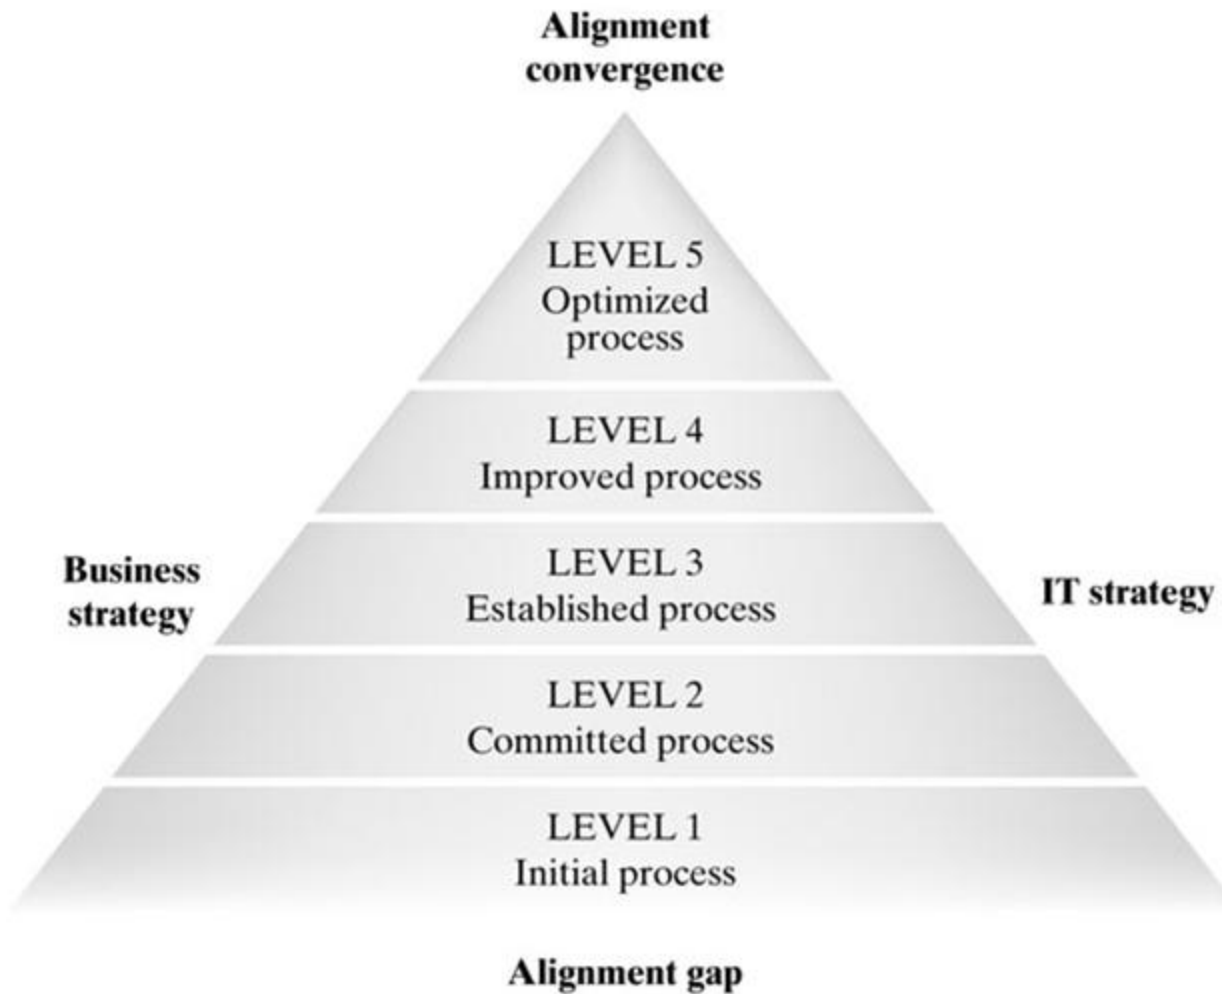 Alignment
convergence
LEVEL 5
Optimized
process
LEVEL 4
Improved process
LEVEL 3
Established process
Business
strategy
IT strategy
LEVEL 2
Committed process
LEVEL 1
Initial process
Alignment gap